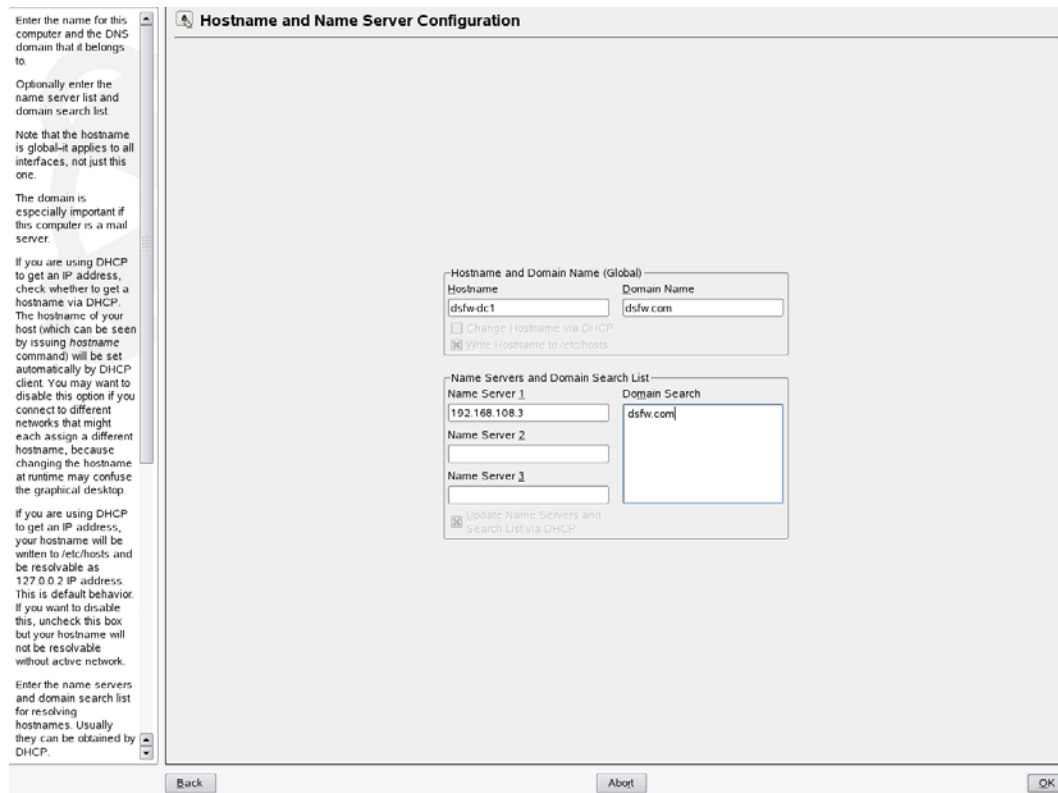 Enter the name for this
computer and the DNS
domain that it belongs
to.
Optionally enter the
name server list and
domain search list.
Note that the hostname
is global–it applies to all
interfaces, not just this
one.
The domain is
especially important if
this computer is a mail
server.
If you are using DHCP
to get an IP address,
check whether to get a
hostname via DHCP.
The hostname of your
host (which can be seen
by issuing hostname
command) will be set
automatically by DHCP
client. You may want to
disable this option if you
connect to different
networks that might
each assign a different
hostname, because
changing the hostname
at runtime may confuse
the graphical desktop.
If you are using DHCP
to get an IP address,
your hostname will be
written to /etc/hosts and
be resolvable as
127.0.0.2 IP address.
This is default behavior.
If you want to disable
this, uncheck this box
but your hostname will
not be resolvable
without active network.
Enter the name servers
and domain search list
for resolving
hostnames. Usually
they can be obtained by
DHCP.
Hostname and Name Server Configuration
Hostname and Domain Name (Global)
Hostname Domain Name
dsfw-dc1 dsfw.com
Change Hostname via DHCP
Write Hostname to /etc/hosts
Name Servers and Domain Search List
Name Server 1 Domain Search
192.168.108.3 dsfw.com
Name Server 2
Name Server 3
Update Name Servers and
Search List via DHCP
Back Abort OK